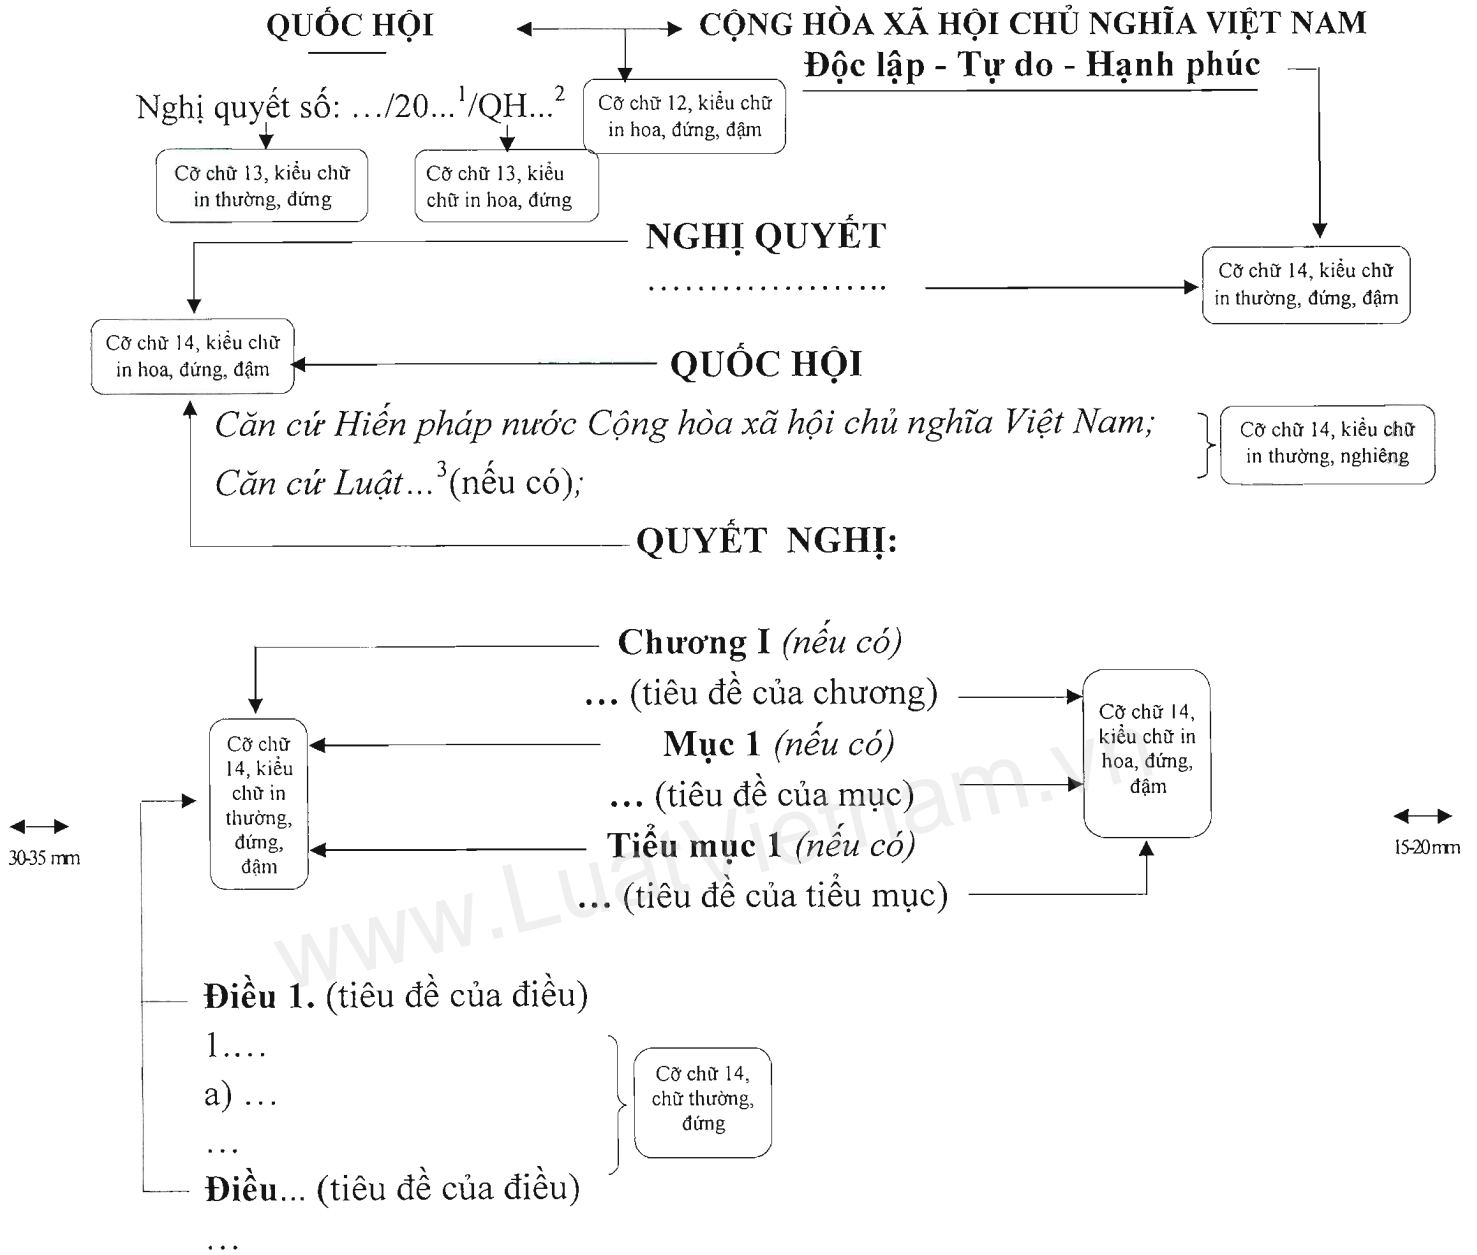 QUỐC HỘI
CỘNG HÒA XÃ HỘI CHỦ NGHĨA VIỆT NAM
Độc lập - Tự do - Hạnh phúc
Nghị quyết số: …/20...1/QH...2
Cỡ chữ 12, kiểu chữ
in hoa, đứng, đậm
Cỡ chữ 13, kiểu chữ
in thường, đứng
Cỡ chữ 13, kiểu
chữ in hoa, đứng
NGHỊ QUYẾT
....................
Cỡ chữ 14, kiểu chữ
in thường, đứng, đậm
Cỡ chữ 14, kiểu chữ
in hoa, đứng, đậm
QUỐC HỘI
Căn cứ Hiến pháp nước Cộng hòa xã hội chủ nghĩa Việt Nam;
Căn cứ Luật...3(nếu có);
Cỡ chữ 14, kiểu chữ
in thường, nghiêng
QUYẾT NGHỊ:
Chương I (nếu có)
... (tiêu đề của chương)
Mục 1 (nếu có)
... (tiêu đề của mục)
Tiểu mục 1 (nếu có)
... (tiêu đề của tiểu mục)
Cỡ chữ
14, kiểu
chữ in
thường,
đứng,
đậm
Cỡ chữ 14,
kiểu chữ in
hoa, đứng,
đậm
30-35 mm
15-20 mm
www.LuatVietnam.vn
Điều 1. (tiêu đề của điều)
1....
a) ...
...
Cỡ chữ 14,
chữ thường,
đứng
Điều... (tiêu đề của điều)
...